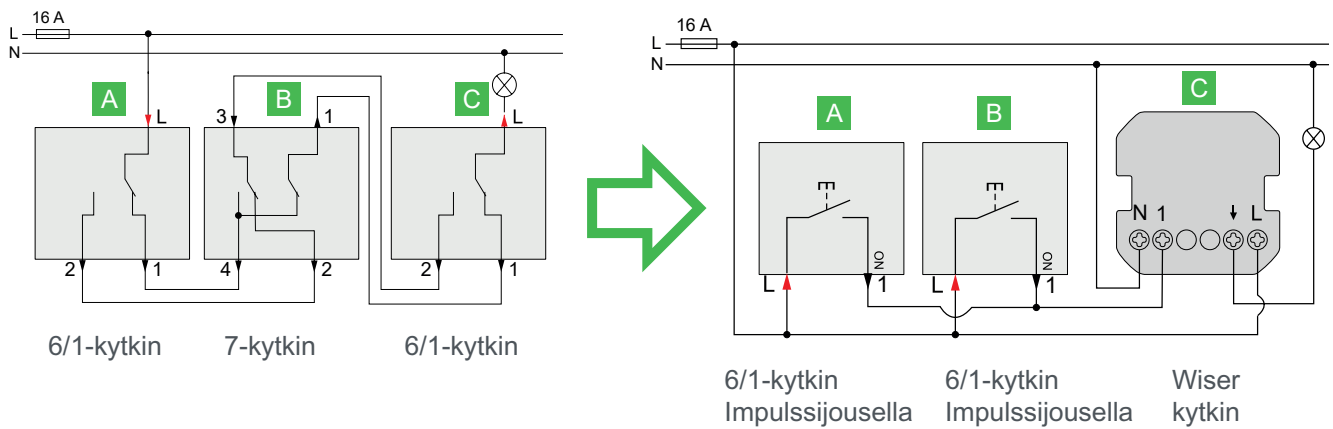 16 A
L
N
A
B
C
L
3
1
L
2
1
4
2
2
1
6/1-kytkin
7-kytkin
6/1-kytkin
16 A
L
N
A
B
C
N 1 L
L
NO
1
L
NO
1
6/1-kytkin
Impulssijousella
6/1-kytkin
Impulssijousella
Wiser
kytkin